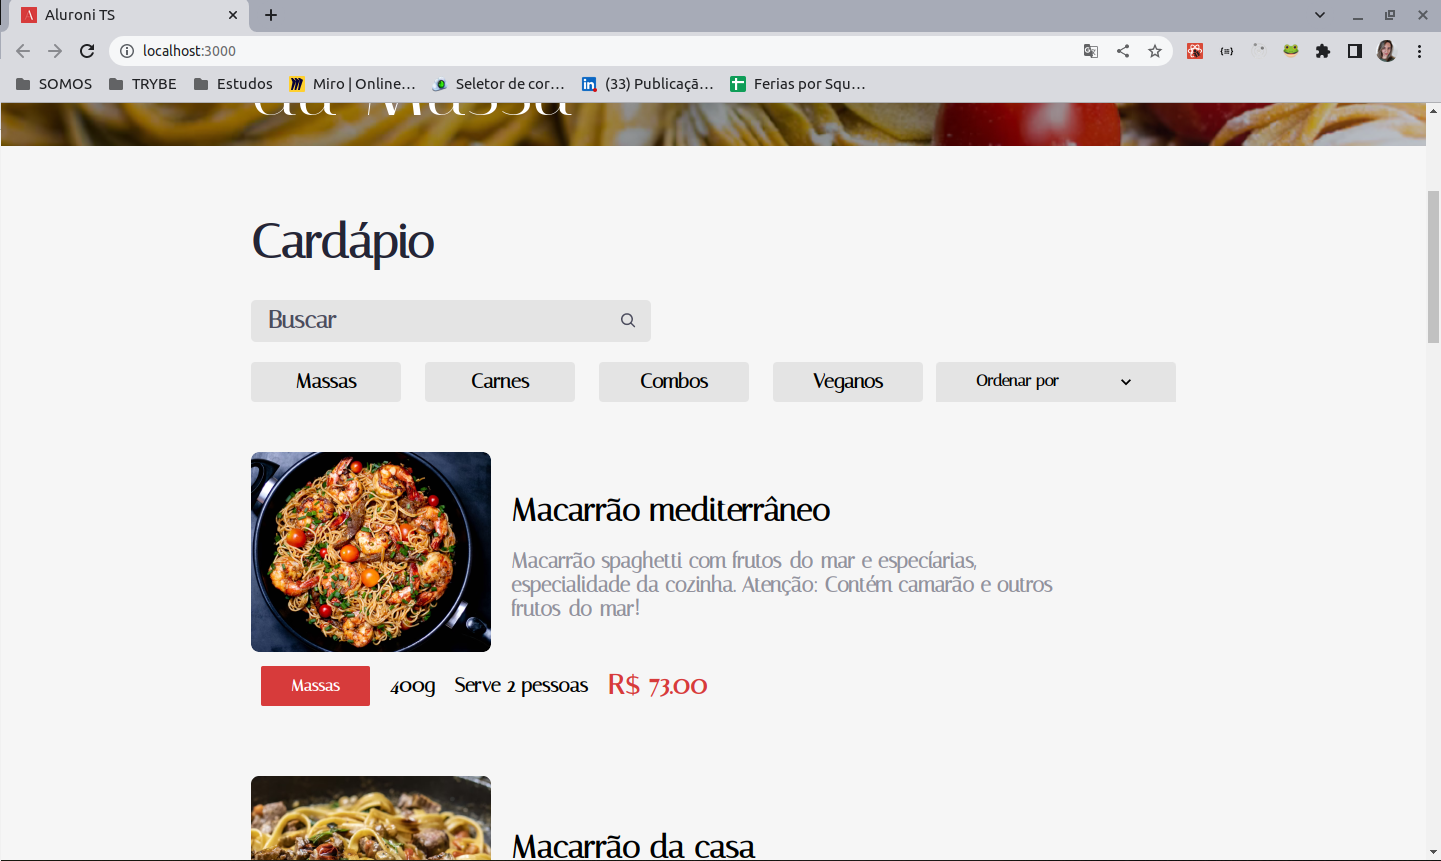 Aluroni TS
localhost:3000
SOMOS TRYBE Estudos Miro | Online… Seletor de cor… (33) Publicaçã… Ferias por Squ…
da Massa
Cardápio
Buscar
Massas Carnes Combos Veganos Ordenar por
Macarrão mediterrâneo
Macarrão spaghetti com frutos do mar e especíarias,
especialidade da cozinha. Atenção: Contém camarão e outros
frutos do mar!
Massas 400g Serve 2 pessoas R$ 73.00
Macarrão da casa